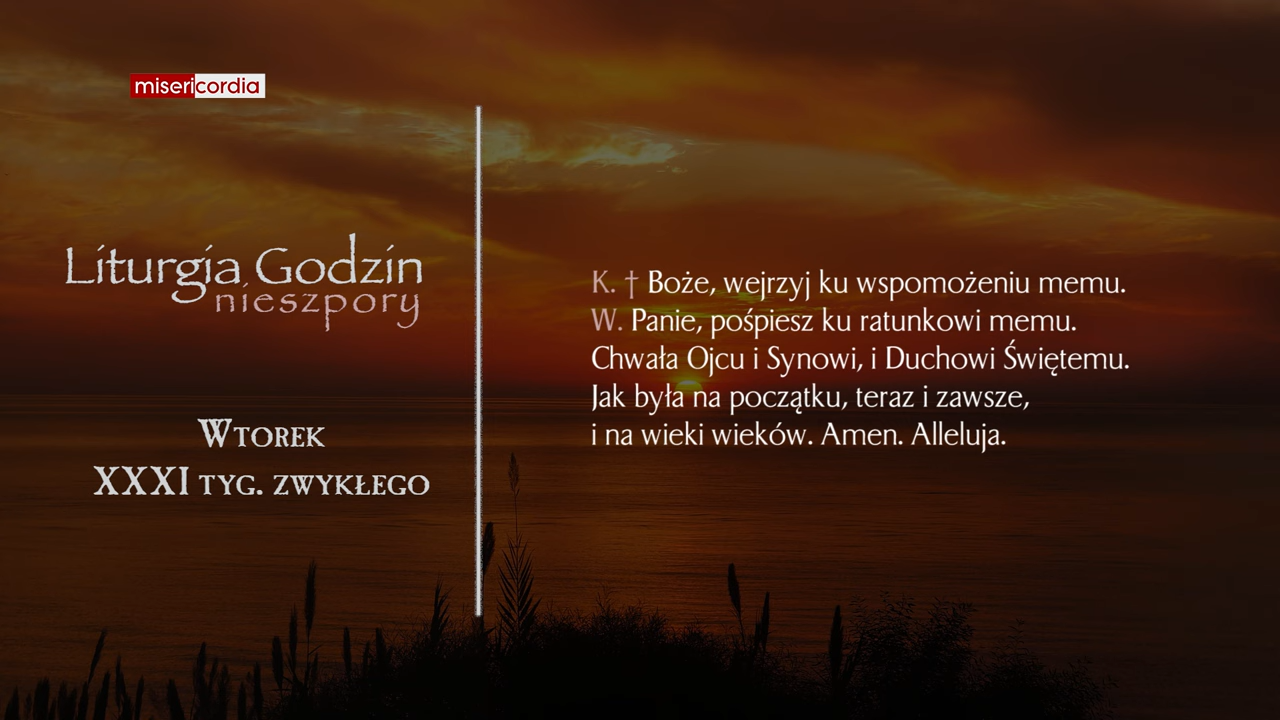 misericordia
Liturgia Godzin
nieszpory
Wtorek
XXXI tyg. zwykłego
K. † Boże, wejrzyj ku wspomożeniu memu.
W. Panie, pośpiesz ku ratunkowi memu.
Chwała Ojcu i Synowi, i Duchowi Świętemu.
Jak była na początku, teraz i zawsze,
i na wieki wieków. Amen. Alleluja.